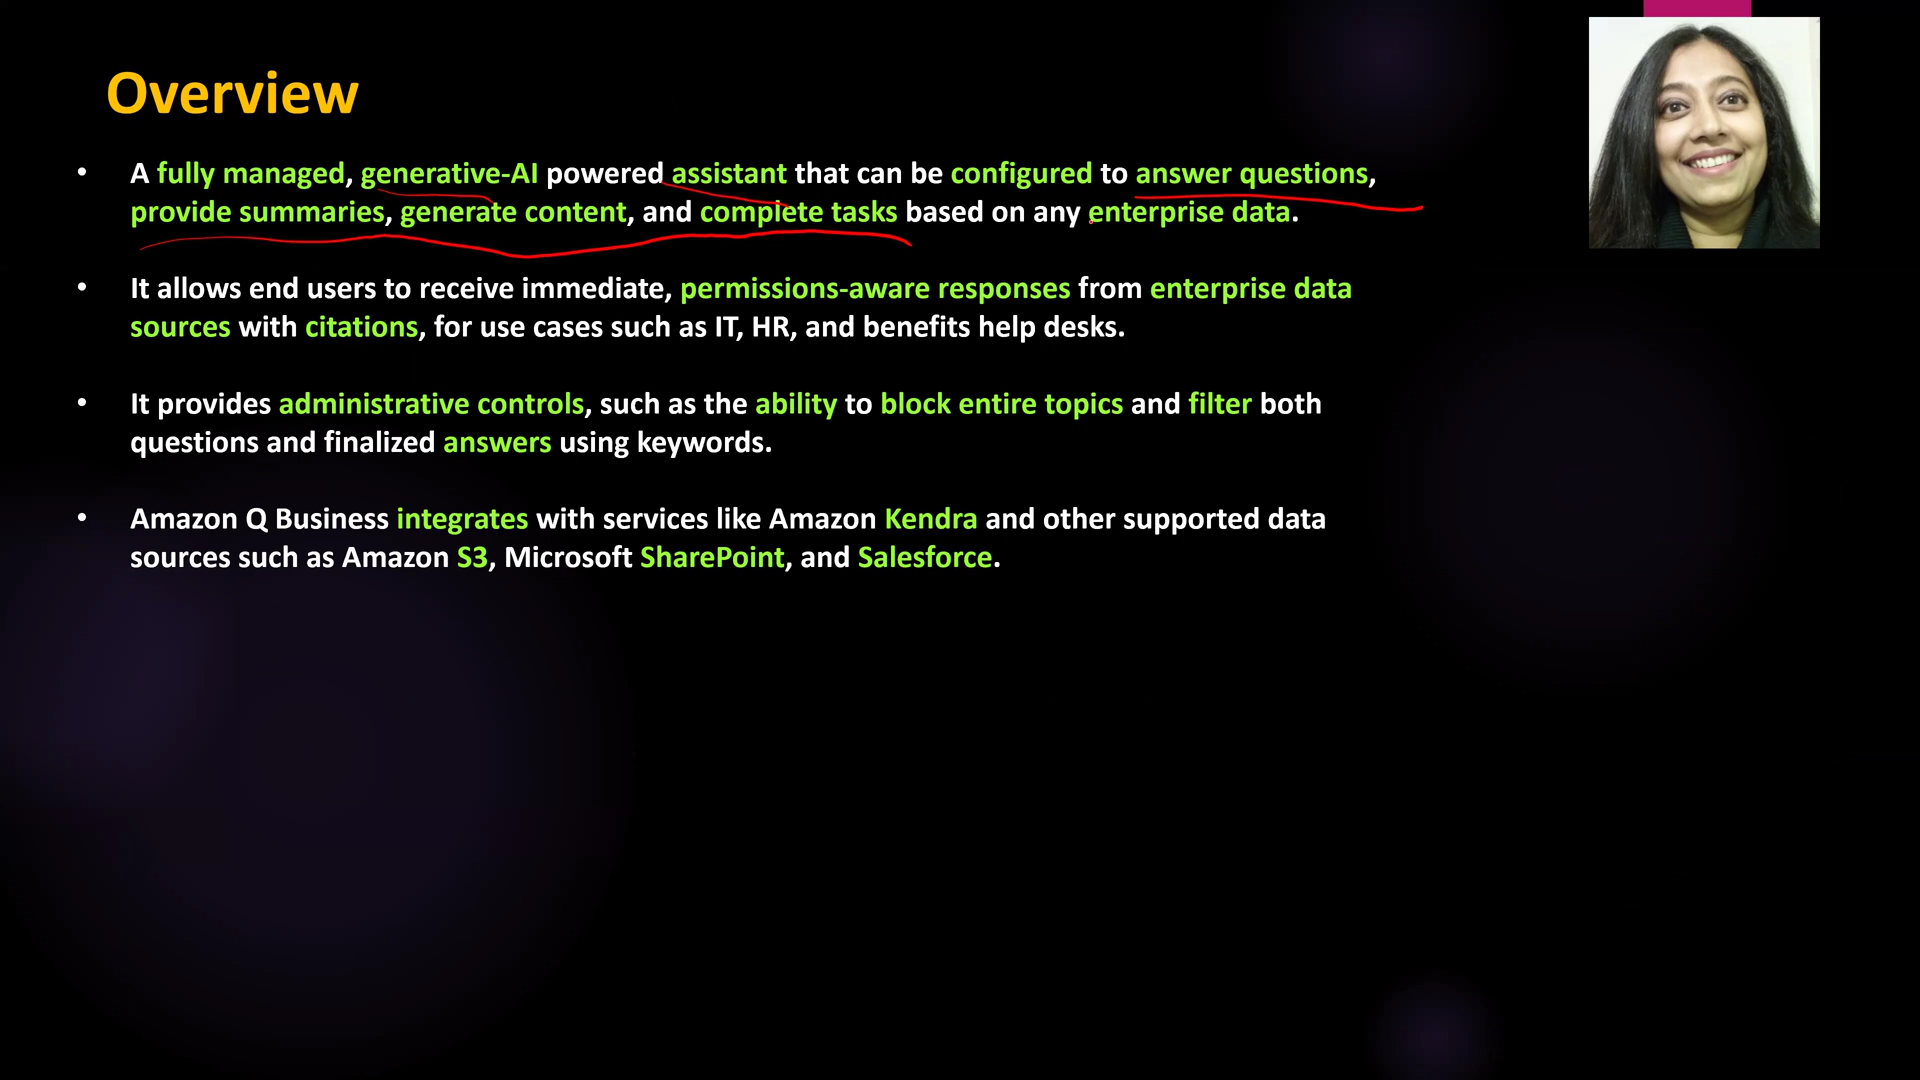 Overview
• A fully managed, generative-AI powered assistant that can be configured to answer questions,
provide summaries, generate content, and complete tasks based on any enterprise data.
• It allows end users to receive immediate, permissions-aware responses from enterprise data
sources with citations, for use cases such as IT, HR, and benefits help desks.
• It provides administrative controls, such as the ability to block entire topics and filter both
questions and finalized answers using keywords.
• Amazon Q Business integrates with services like Amazon Kendra and other supported data
sources such as Amazon S3, Microsoft SharePoint, and Salesforce.